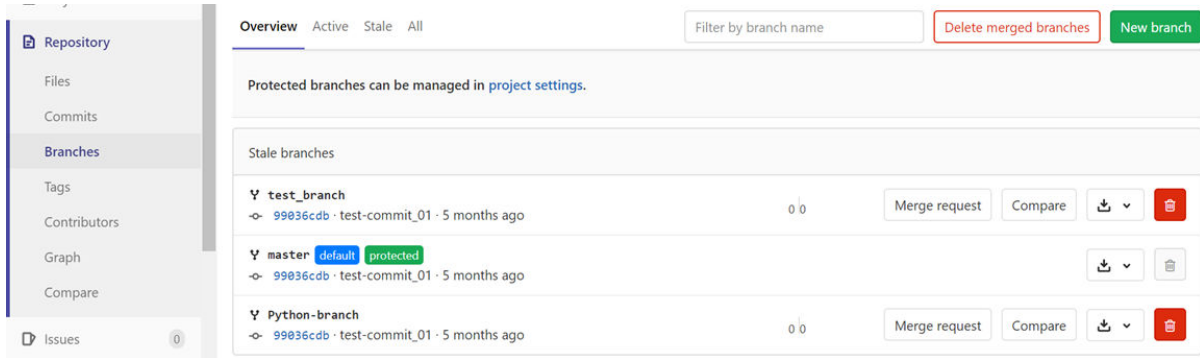 Repository
Files
Commits
Branches
Tags
Contributors
Graph
Compare
Issues 0
Overview Active Stale All Filter by branch name Delete merged branches New branch
Protected branches can be managed in project settings.
Stale branches
test_branch
99036cdb · test-commit_01 · 5 months ago
0 0 Merge request Compare
master default protected
99036cdb · test-commit_01 · 5 months ago
Python-branch
99036cdb · test-commit_01 · 5 months ago
0 0 Merge request Compare